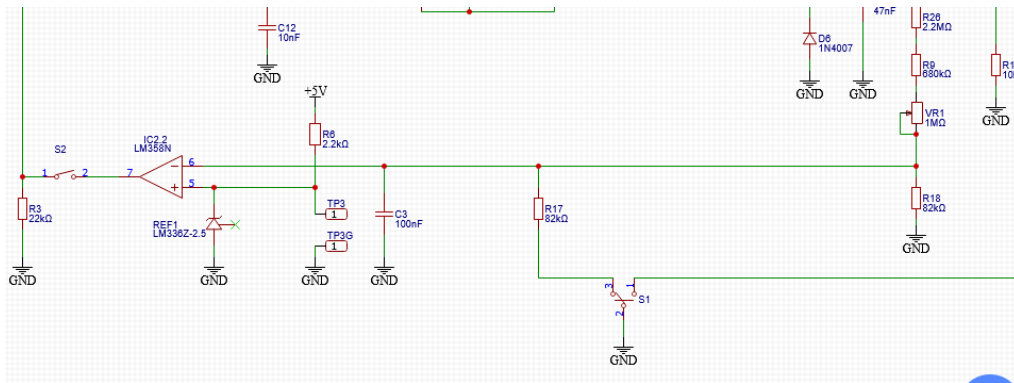 47nF
C12
10nF
GND
D6
1N4007
GND
GND
R26
2.2MΩ
R9
680kΩ
VR1
1MΩ
GND
+5V
R6
2.2kΩ
S2
1
2
IC2.2
LM358N
7
6
5
R3
22kΩ
GND
REF1
LM336Z-2.5
GND
TP3
1
TP3G
1
GND
C3
100nF
GND
R17
82kΩ
R18
82kΩ
GND
3
1
S1
2
GND